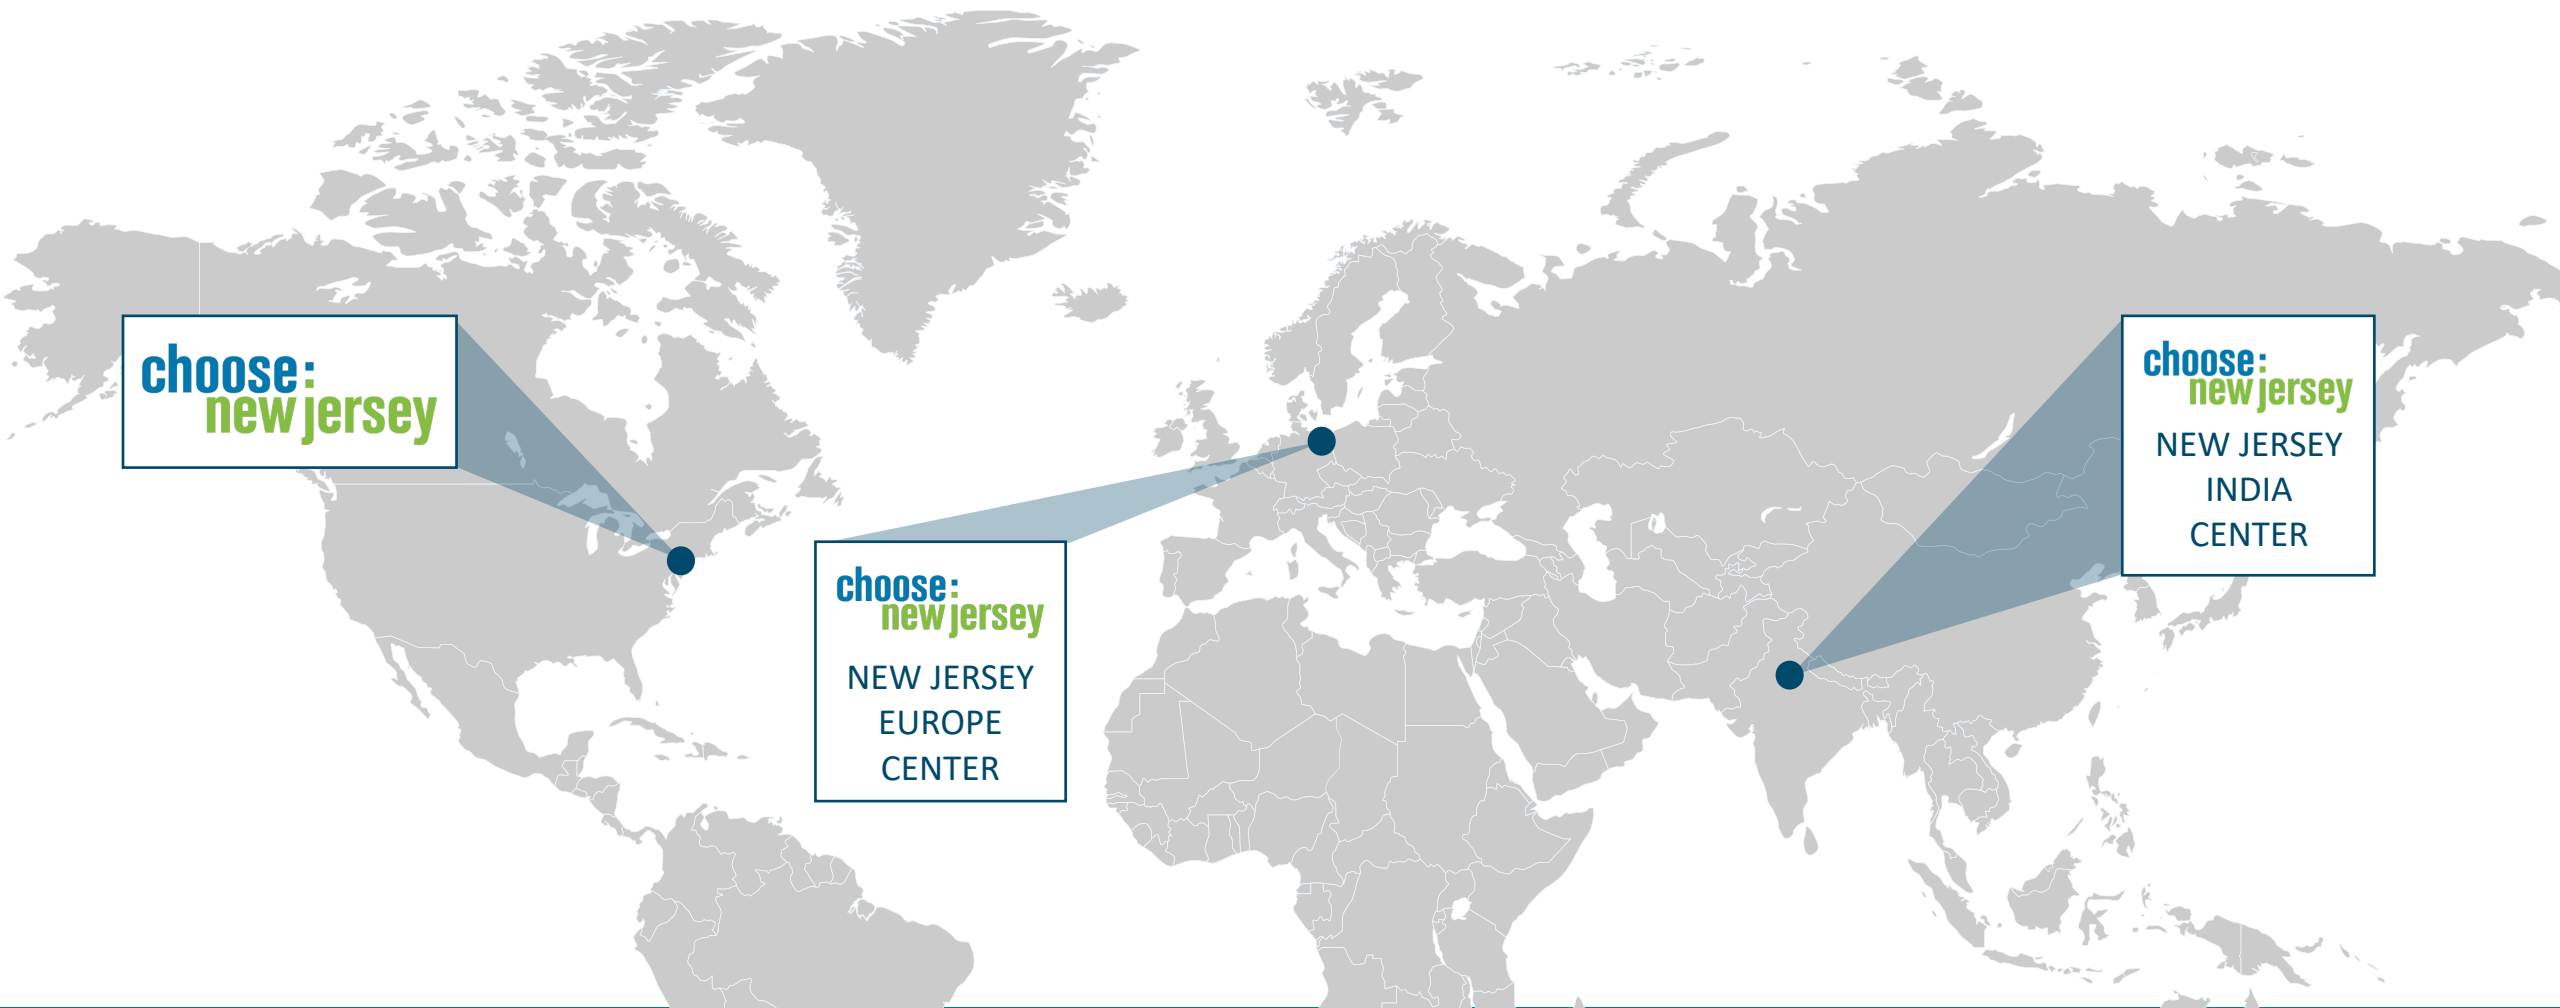 choose:
new jersey
choose:
new jersey
NEW JERSEY
EUROPE
CENTER
choose:
new jersey
NEW JERSEY
INDIA
CENTER